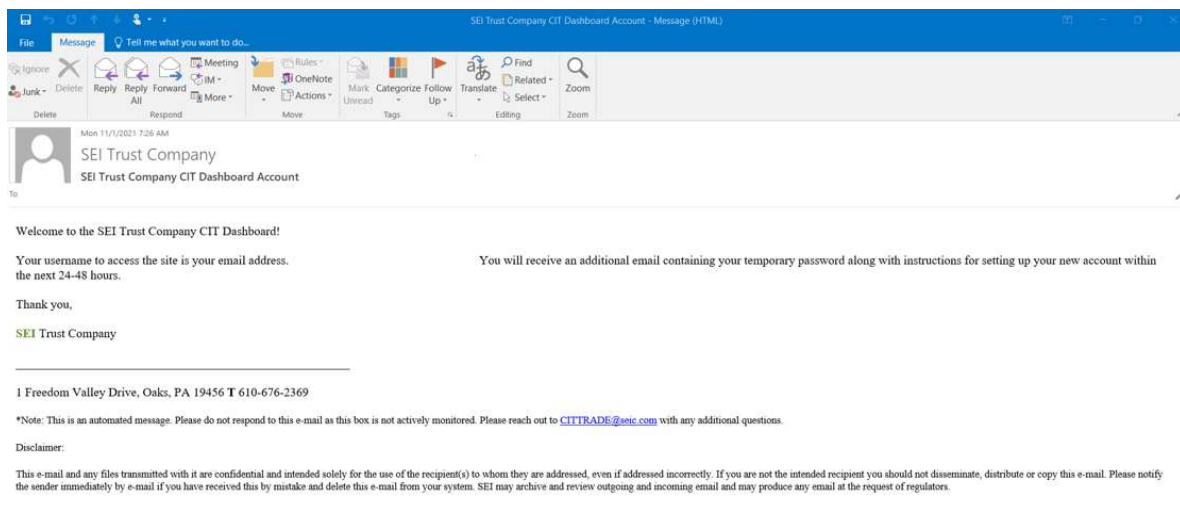 SEI Trust Company CIT Dashboard Account - Message (HTML)
File Message Tell me what you want to do...
Ignore
Junk
Delete
Reply
Reply All
Forward
Meeting
IM
More
Move
Rules
OneNote
Actions
Mark Unread
Categorize
Follow Up
Translate
Find
Related
Select
Zoom
Delete Respond Move Tags Editing Zoom
Mon 11/1/2021 7:26 AM
SEI Trust Company
SEI Trust Company CIT Dashboard Account
To
Welcome to the SEI Trust Company CIT Dashboard!
Your username to access the site is your email address. You will receive an additional email containing your temporary password along with instructions for setting up your new account within
the next 24-48 hours.
Thank you,
SEI Trust Company
1 Freedom Valley Drive, Oaks, PA 19456 T 610-676-2369
*Note: This is an automated message. Please do not respond to this e-mail as this box is not actively monitored. Please reach out to CITTRADE@seic.com with any additional questions.
Disclaimer:
This e-mail and any files transmitted with it are confidential and intended solely for the use of the recipient(s) to whom they are addressed, even if addressed incorrectly. If you are not the intended recipient you should not disseminate, distribute or copy this e-mail. Please notify
the sender immediately by e-mail if you have received this by mistake and delete this e-mail from your system. SEI may archive and review outgoing and incoming email and may produce any email at the request of regulators.